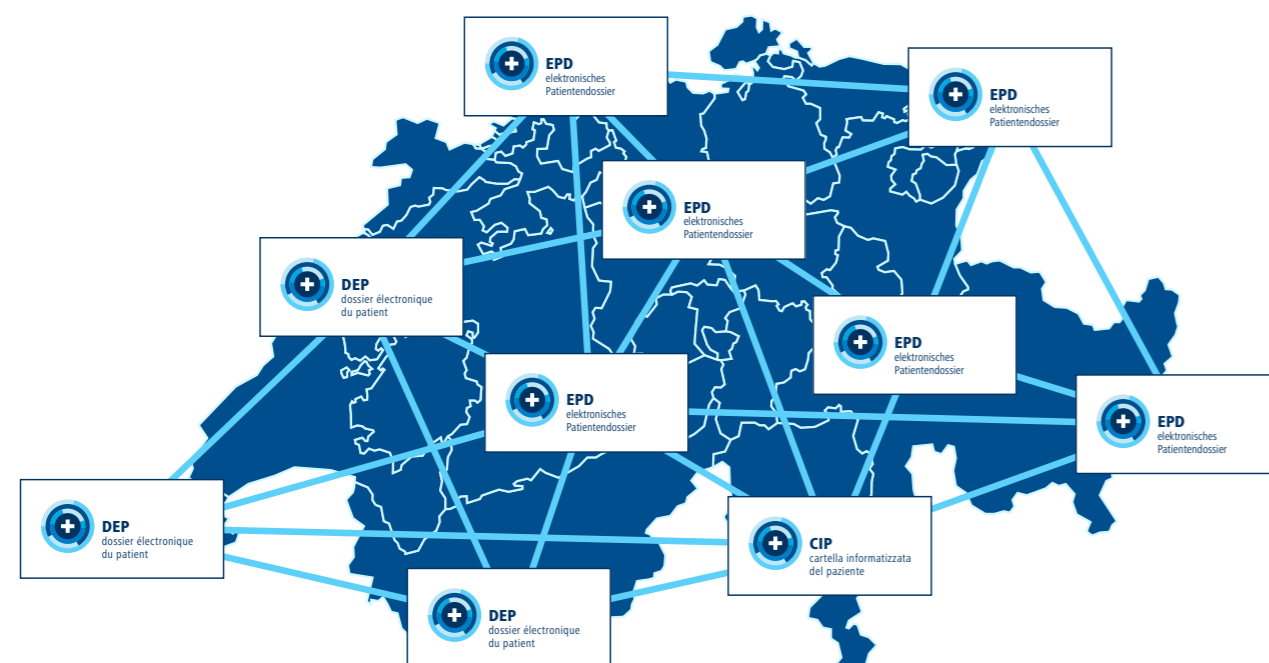 EPD
elektronisches
Patientendossier
EPD
elektronisches
Patientendossier
EPD
elektronisches
Patientendossier
DEP
dossier électronique
du patient
EPD
elektronisches
Patientendossier
EPD
elektronisches
Patientendossier
EPD
elektronisches
Patientendossier
DEP
dossier électronique
du patient
CIP
cartella informatizzata
del paziente
DEP
dossier électronique
du patient